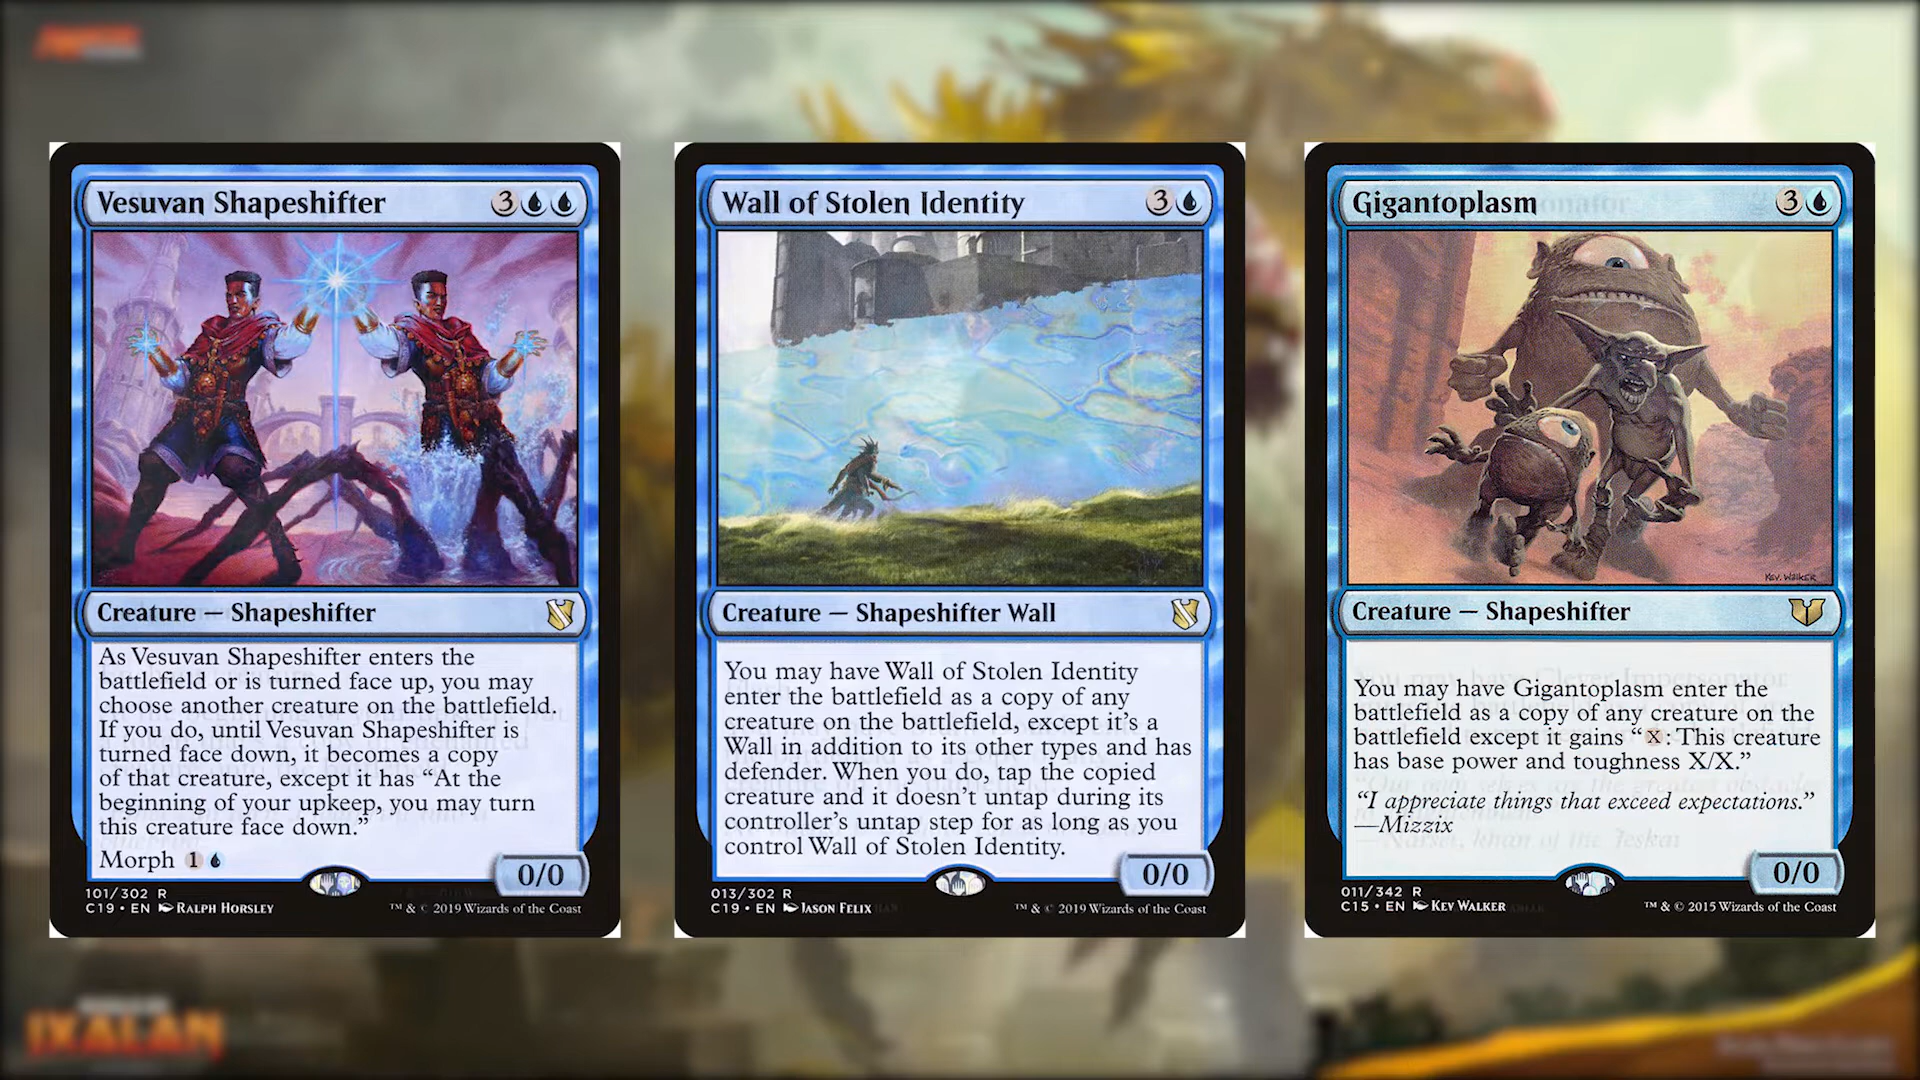 Vesuvan Shapeshifter 3
Creature — Shapeshifter
As Vesuvan Shapeshifter enters the
battlefield or is turned face up, you may
choose another creature on the battlefield.
If you do, until Vesuvan Shapeshifter is
turned face down, it becomes a copy
of that creature, except it has “At the
beginning of your upkeep, you may turn
this creature face down.”
Morph 1
0/0
101/302 R
C19 • EN RALPH HORSLEY
™ & © 2019 Wizards of the Coast
Wall of Stolen Identity 3
Creature — Shapeshifter Wall
You may have Wall of Stolen Identity
enter the battlefield as a copy of any
creature on the battlefield, except it’s a
Wall in addition to its other types and has
defender. When you do, tap the copied
creature and it doesn’t untap during its
controller’s untap step for as long as you
control Wall of Stolen Identity.
0/0
013/302 R
C19 • EN JASON FELIX
™ & © 2019 Wizards of the Coast
Gigantoplasm 3
KEV. WALKER
Creature — Shapeshifter
You may have Gigantoplasm enter the
battlefield as a copy of any creature on the
battlefield except it gains “X: This creature
has base power and toughness X/X.”
“I appreciate things that exceed expectations.”
—Mizzix
0/0
011/342 R
C15 • EN KEV WALKER
™ & © 2015 Wizards of the Coast
IXALAN